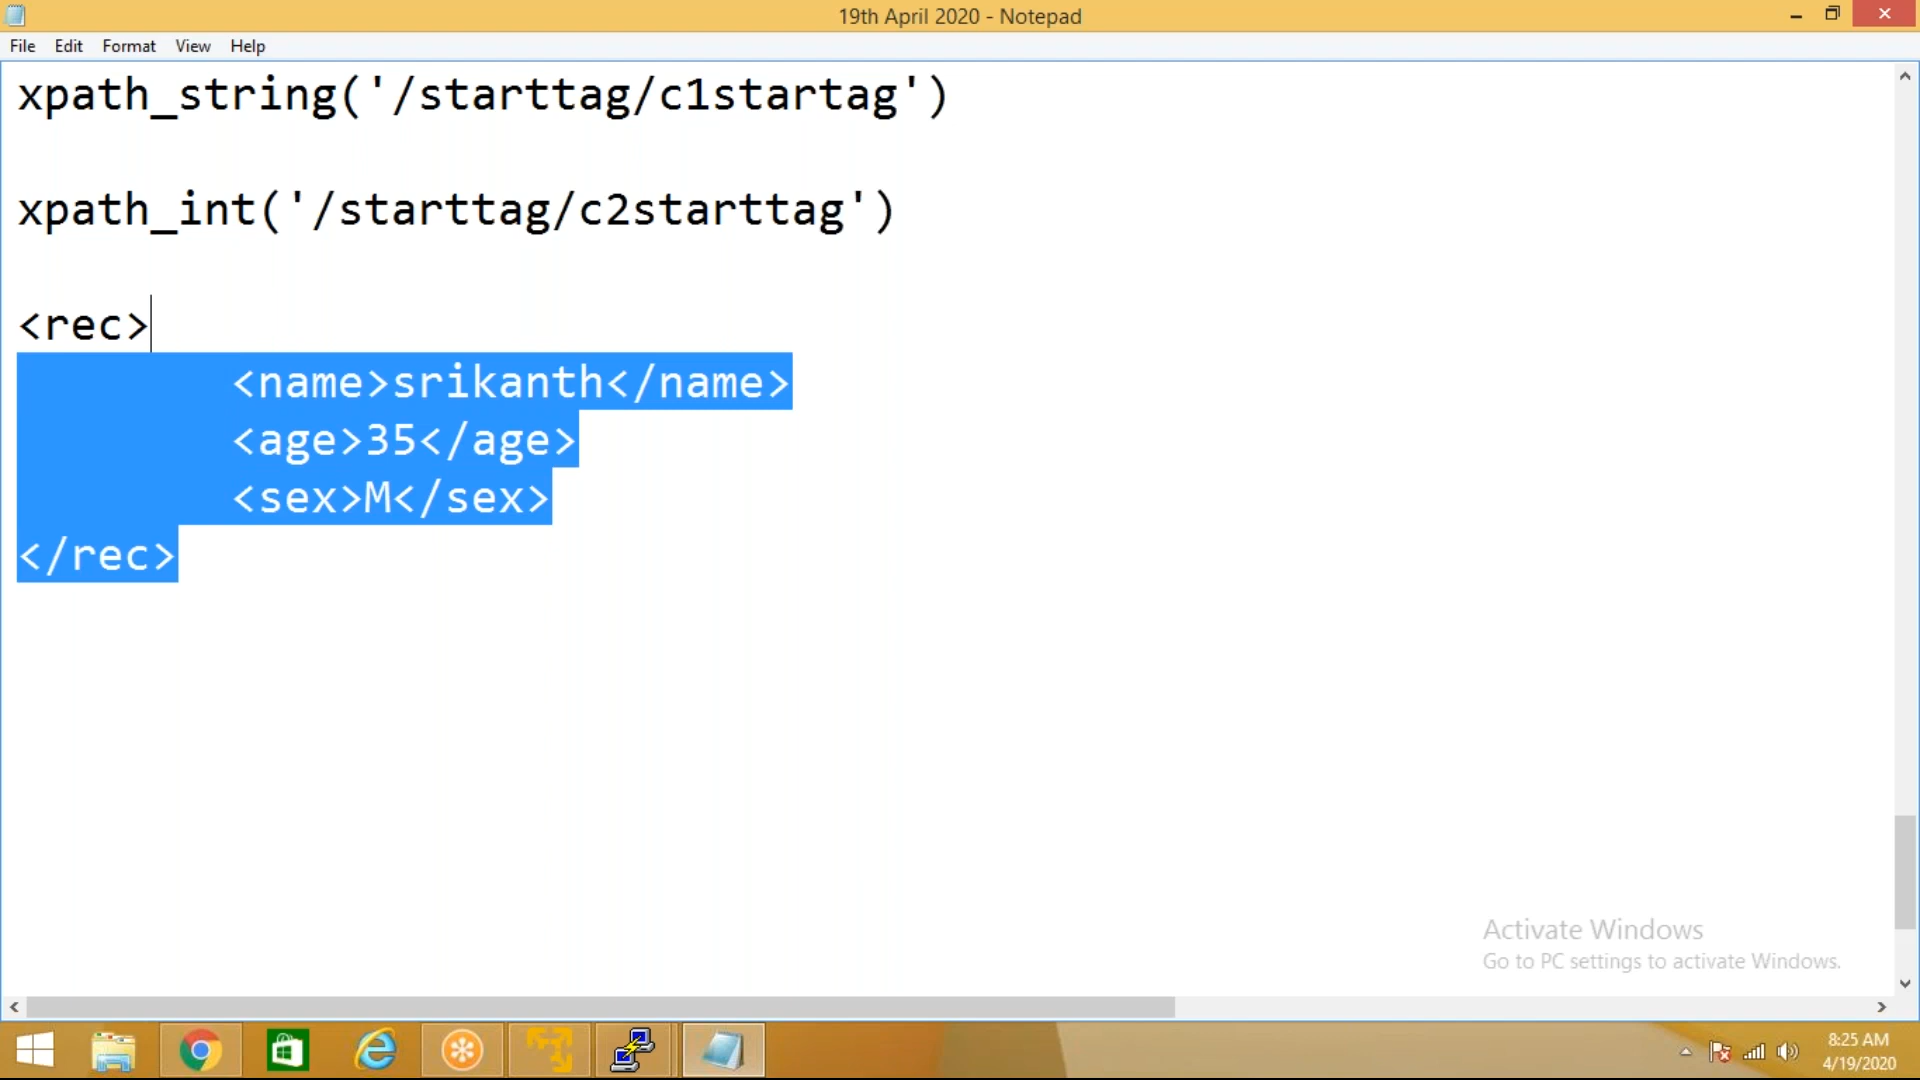 19th April 2020 - Notepad
File Edit Format View Help
xpath_string('/starttag/c1startag')
xpath_int('/starttag/c2starttag')
<rec>
<name>srikanth</name>
<age>35</age>
<sex>M</sex>
</rec>
Activate Windows
Go to PC settings to activate Windows.
8:25 AM
4/19/2020